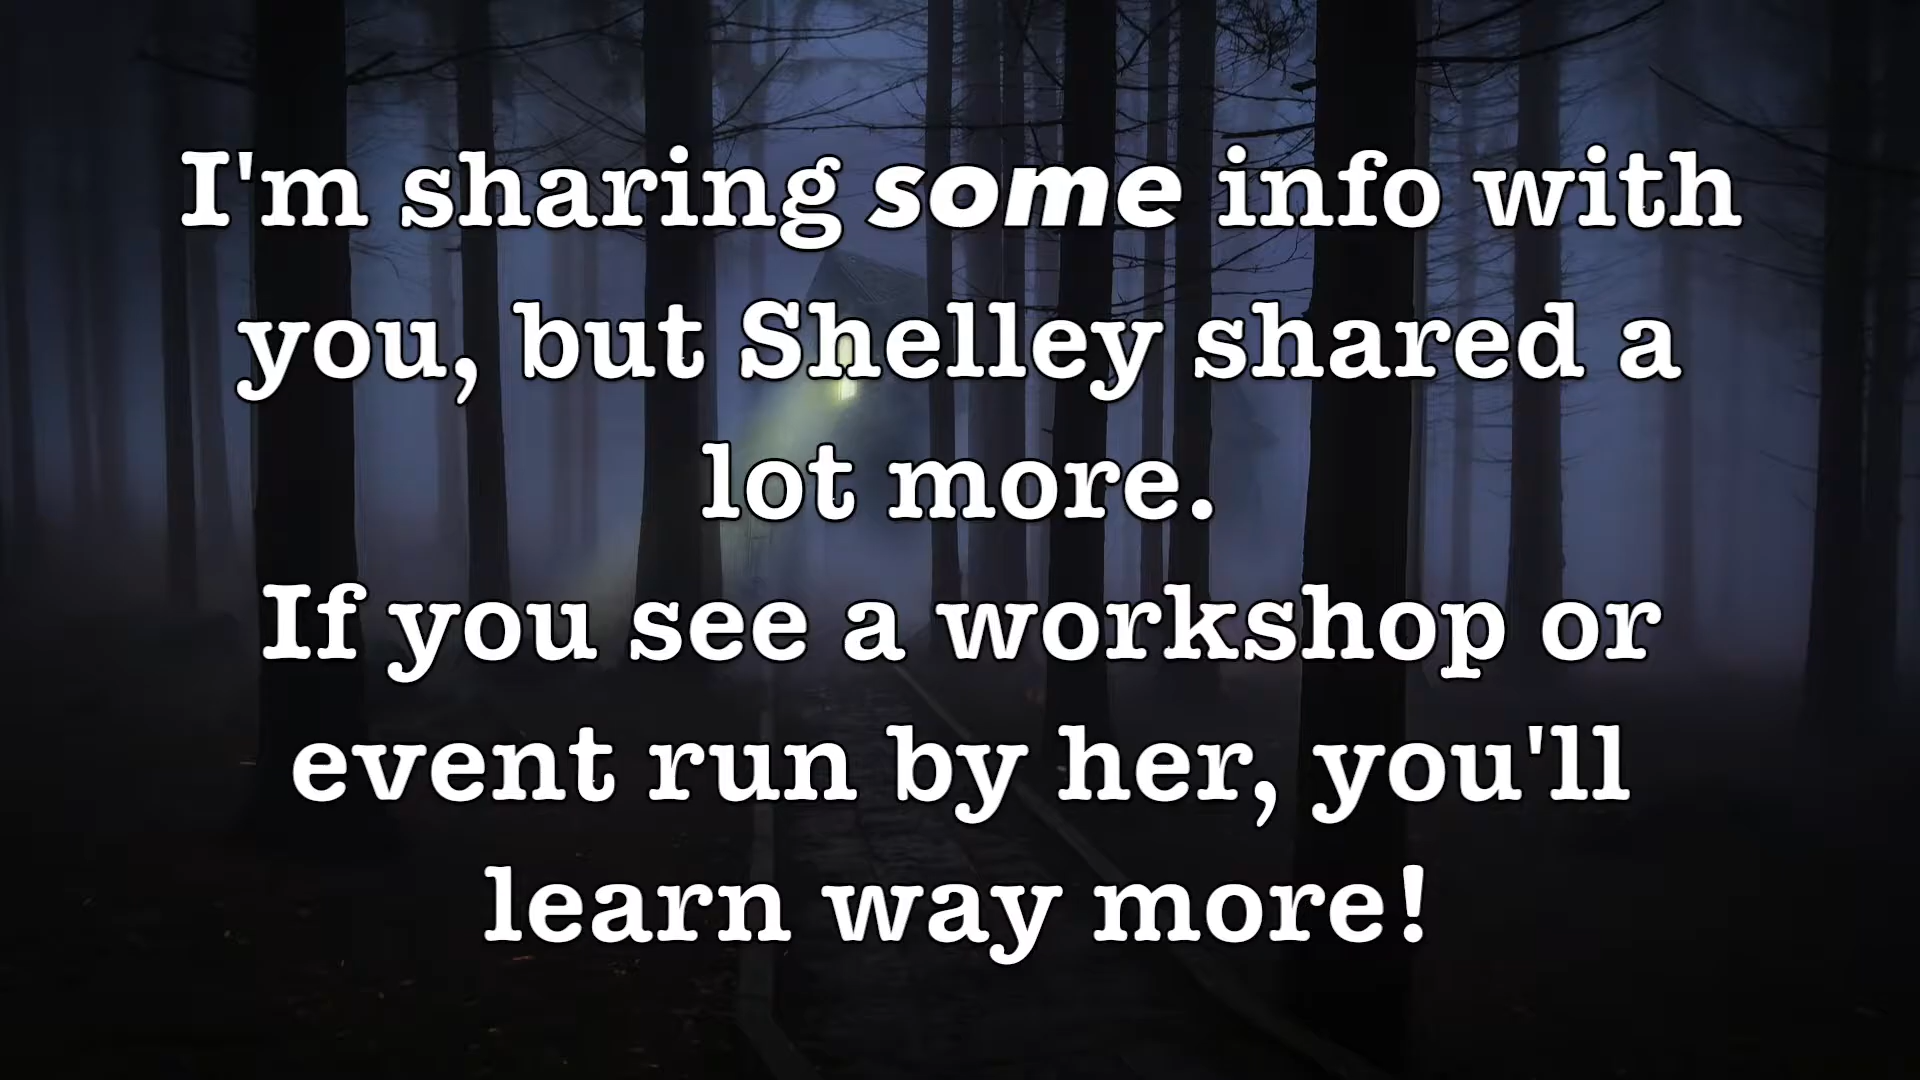 I'm sharing some info with
you, but Shelley shared a
lot more.
If you see a workshop or
event run by her, you'll
learn way more!